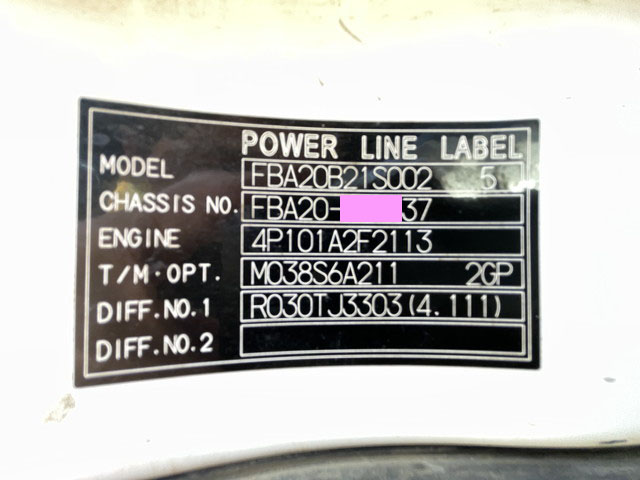 POWER LINE LABEL
MODEL FBA20B21S002 5
CHASSIS NO. FBA20- 37
ENGINE 4P101A2F2113
T/M·OPT. M038S6A211 2GP
DIFF.NO.1 R030TJ3303(4.111)
DIFF.NO.2